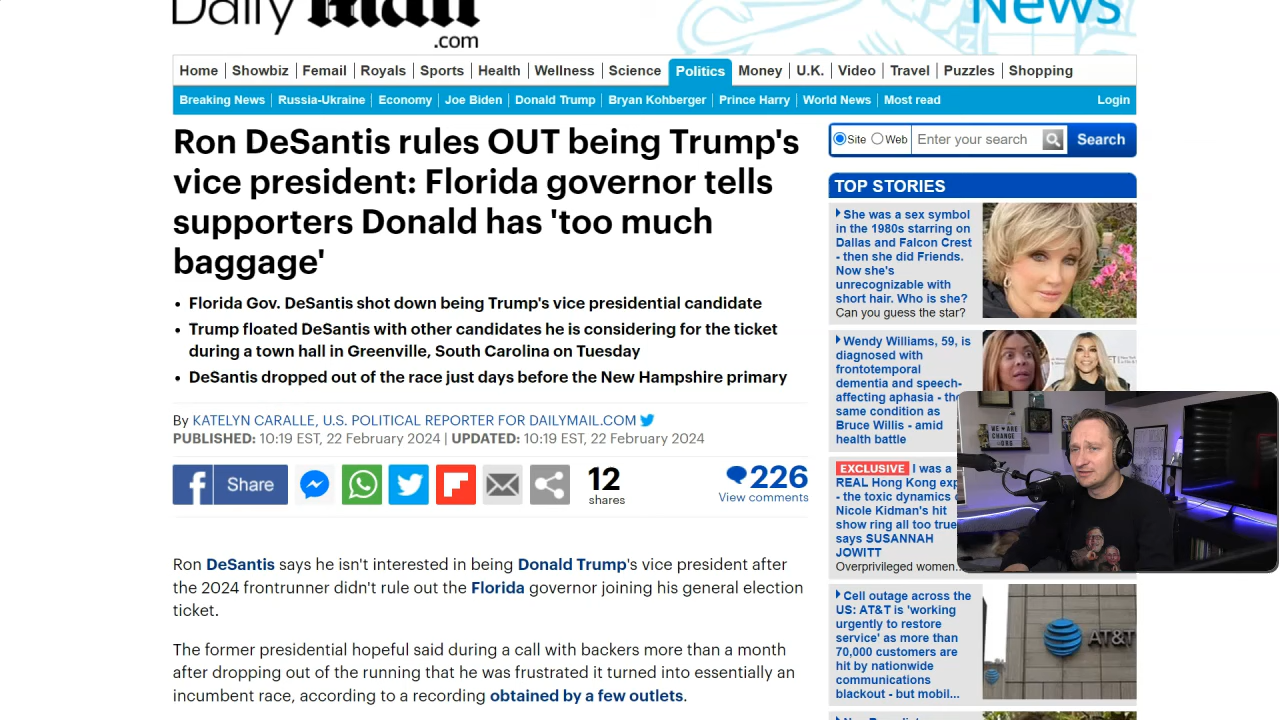 Daily Mail
.com
News
Home Showbiz Femail Royals Sports Health Wellness Science Politics Money U.K. Video Travel Puzzles Shopping
Breaking News Russia-Ukraine Economy Joe Biden Donald Trump Bryan Kohberger Prince Harry World News Most read Login
Ron DeSantis rules OUT being Trump's
vice president: Florida governor tells
supporters Donald has 'too much
baggage'
• Florida Gov. DeSantis shot down being Trump's vice presidential candidate
• Trump floated DeSantis with other candidates he is considering for the ticket
during a town hall in Greenville, South Carolina on Tuesday
• DeSantis dropped out of the race just days before the New Hampshire primary
By KATELYN CARALLE, U.S. POLITICAL REPORTER FOR DAILYMAIL.COM
PUBLISHED: 10:19 EST, 22 February 2024 | UPDATED: 10:19 EST, 22 February 2024
Share
12
shares
226
View comments
Ron DeSantis says he isn't interested in being Donald Trump's vice president after
the 2024 frontrunner didn't rule out the Florida governor joining his general election
ticket.
The former presidential hopeful said during a call with backers more than a month
after dropping out of the running that he was frustrated it turned into essentially an
incumbent race, according to a recording obtained by a few outlets.
Site Web Enter your search Search
TOP STORIES
She was a sex symbol
in the 1980s starring on
Dallas and Falcon Crest
- then she did Friends.
Now she's
unrecognizable with
short hair. Who is she?
Can you guess the star?
Wendy Williams, 59, is
diagnosed with
frontotemporal
dementia and speech-
affecting aphasia - the
same condition as
Bruce Willis - amid
health battle
EXCLUSIVE I was a
REAL Hong Kong exp
- the toxic dynamics
Nicole Kidman's hit
show ring all too true
says SUSANNAH
JOWITT
Overprivileged women...
Cell outage across the
US: AT&T is 'working
urgently to restore
service' as more than
70,000 customers are
hit by nationwide
communications
blackout - but mobil...
AT&T
WE ARE
CHANGE